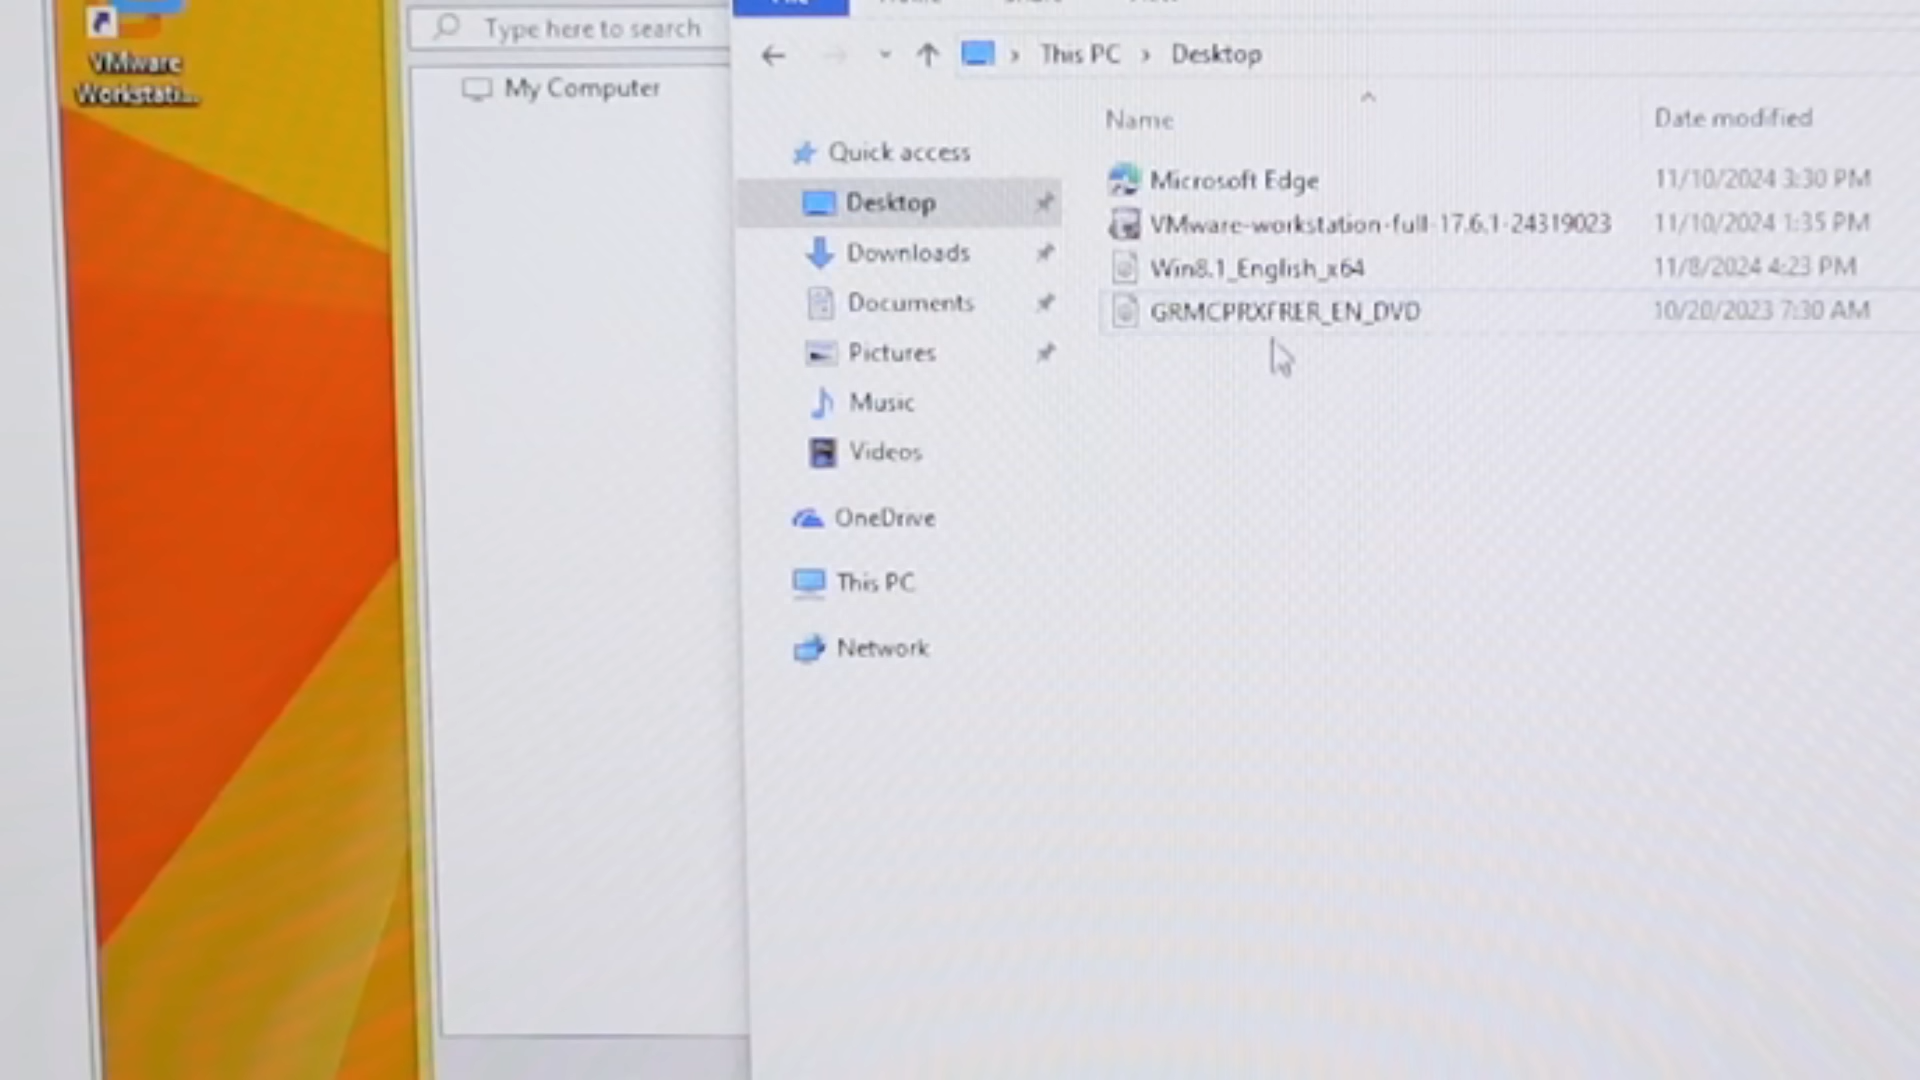 VMware
Workstati...
Type here to search
My Computer
This PC
Desktop
Name
Date modified
Quick access
Desktop
Downloads
Documents
Pictures
Music
Videos
OneDrive
This PC
Network
Microsoft Edge
11/10/2024 3:30 PM
VMware-workstation-full-17.6.1-24319023
11/10/2024 1:35 PM
Win8.1_English_x64
11/8/2024 4:23 PM
GRMCPRXFRER_EN_DVD
10/20/2023 7:30 AM